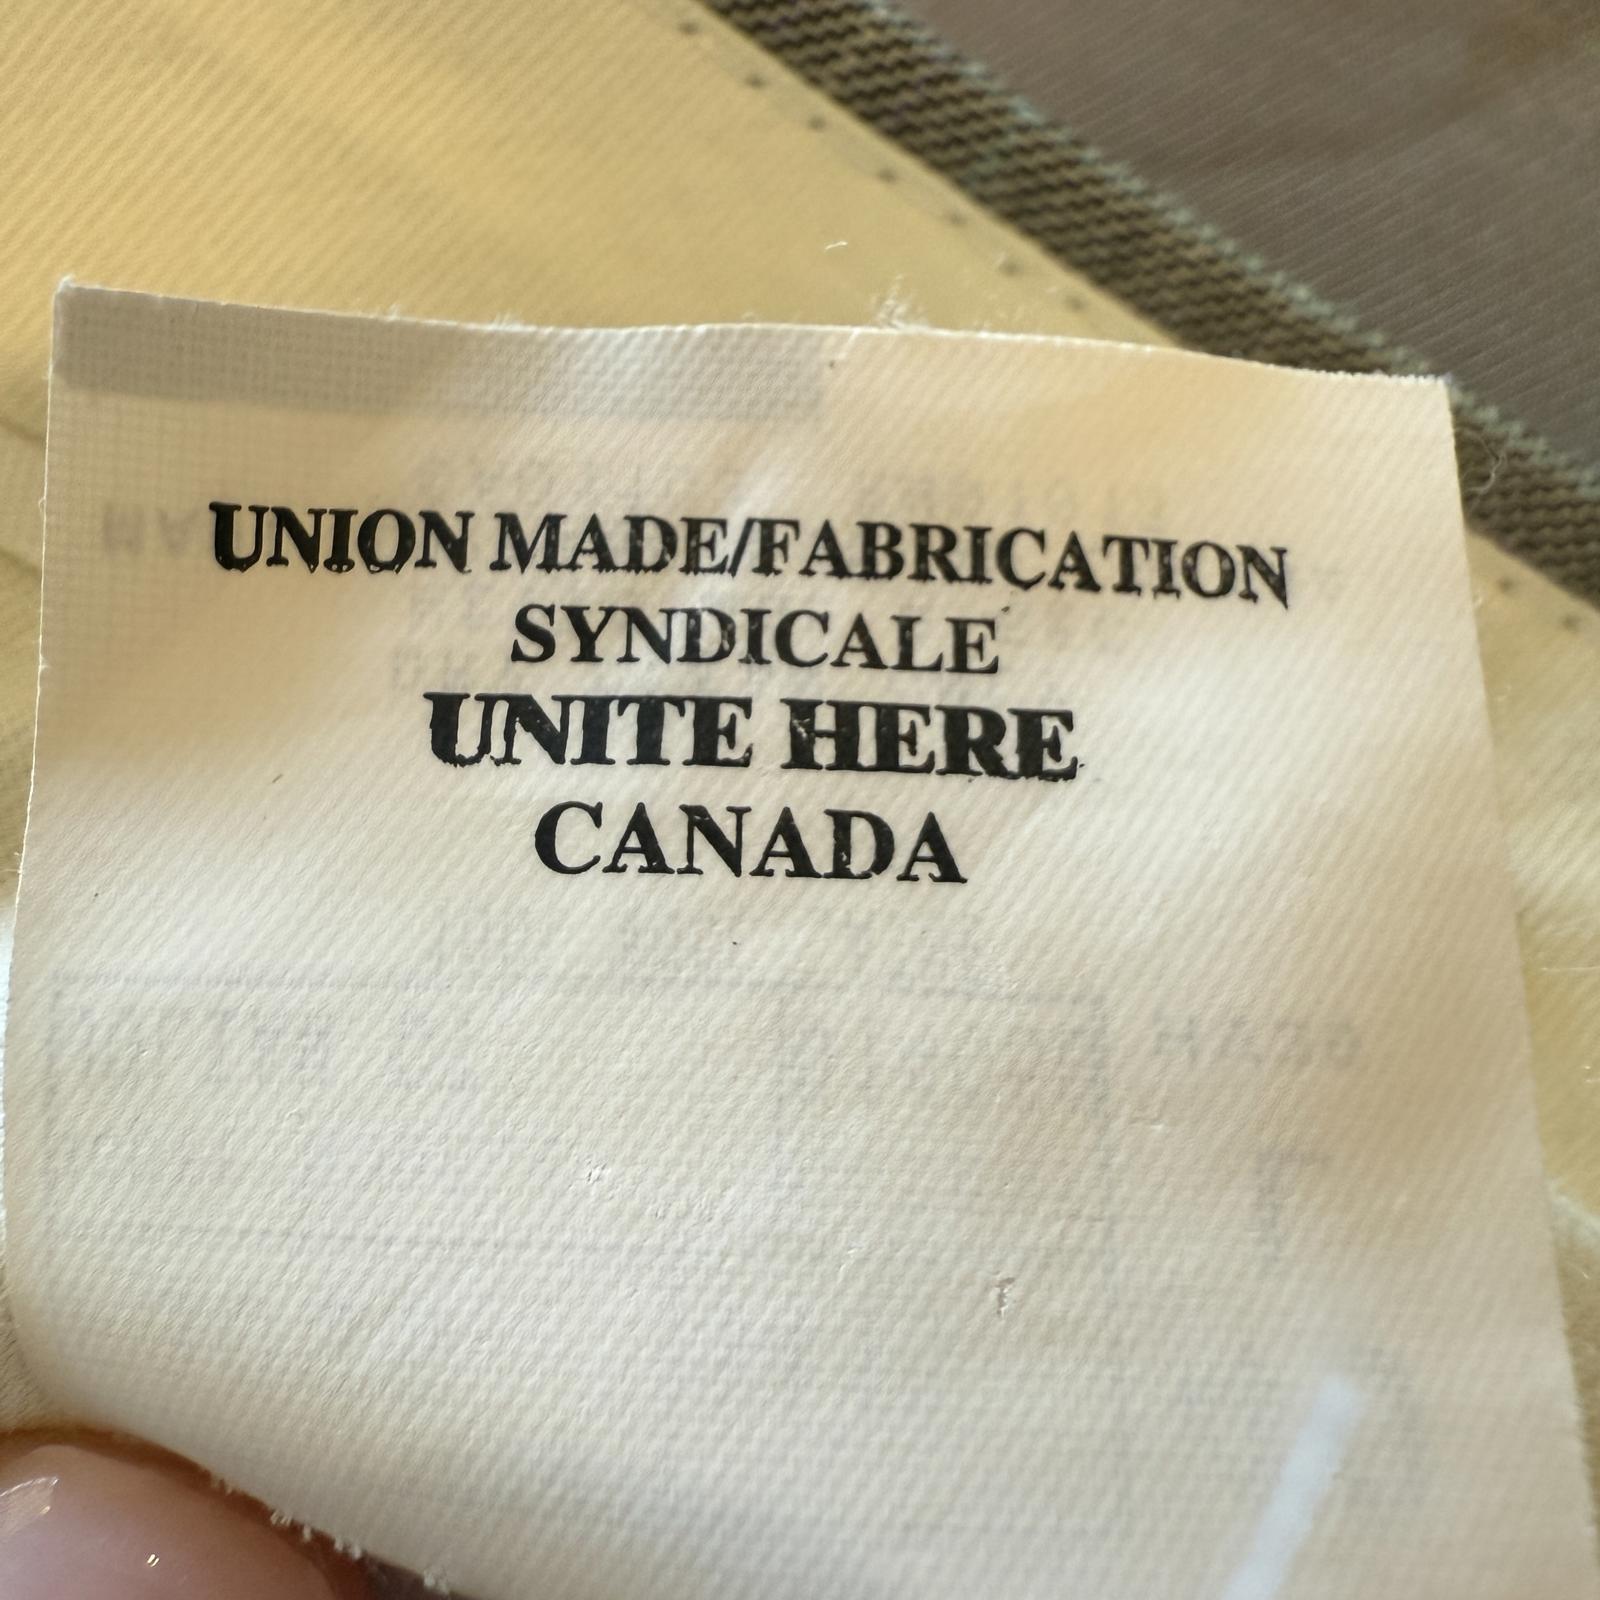 UNION MADE/FABRICATION
SYNDICALE
UNITE HERE
CANADA